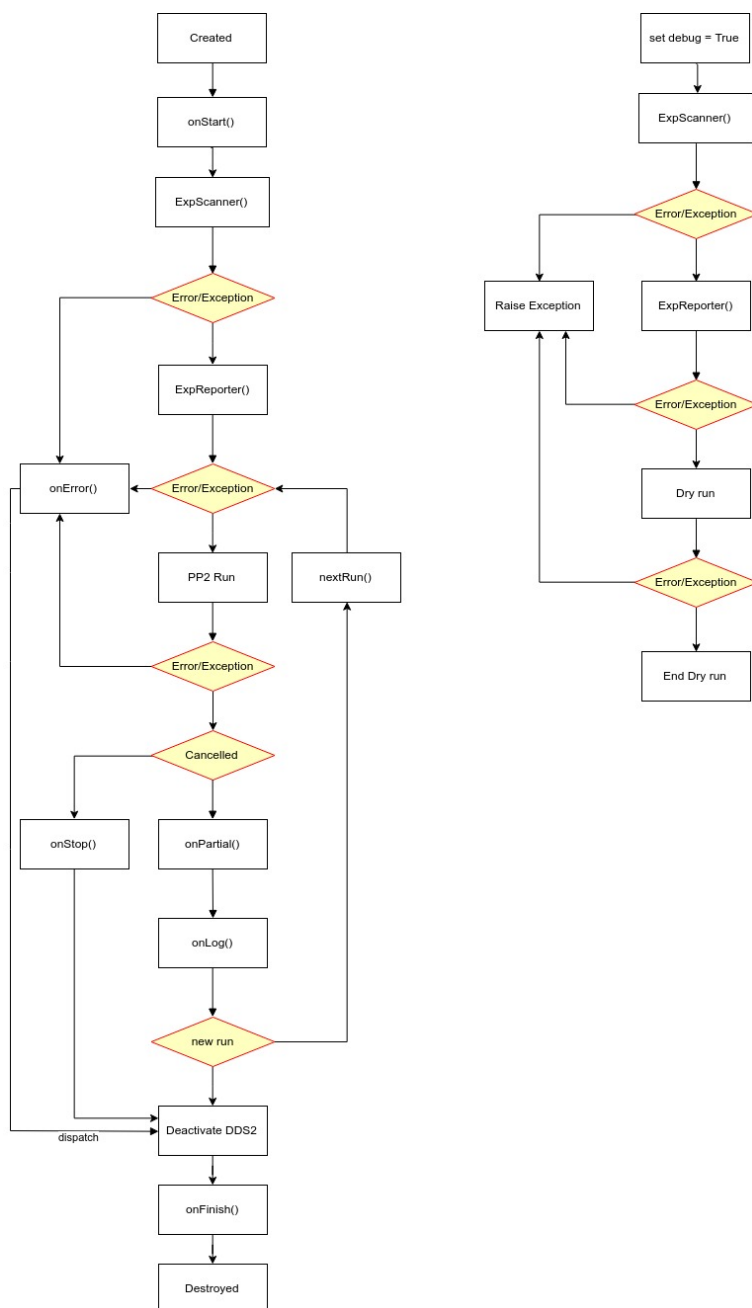 Created
onStart()
ExpScanner()
Error/Exception
ExpReporter()
onError()
Error/Exception
PP2 Run
nextRun()
Error/Exception
Cancelled
onStop()
onPartial()
onLog()
new run
Deactivate DDS2
dispatch
onFinish()
Destroyed
set debug = True
ExpScanner()
Error/Exception
Raise Exception
ExpReporter()
Error/Exception
Dry run
Error/Exception
End Dry run